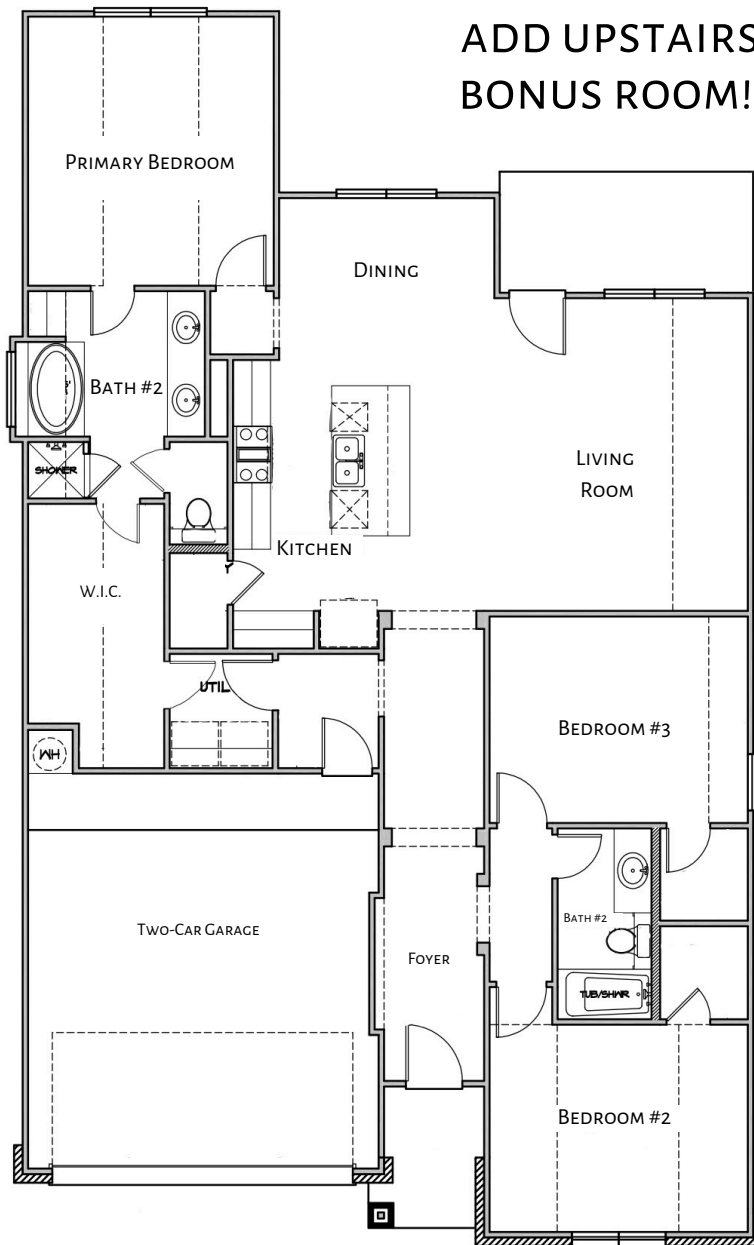 ADD UPSTAIRS
BONUS ROOM!
Primary Bedroom
Dining
Bath #2
Living
Room
SHOWER
Kitchen
W.I.C.
UTIL
Bedroom #3
WH
Two-Car Garage
Bath #2
Foyer
TUB/SHWR
Bedroom #2